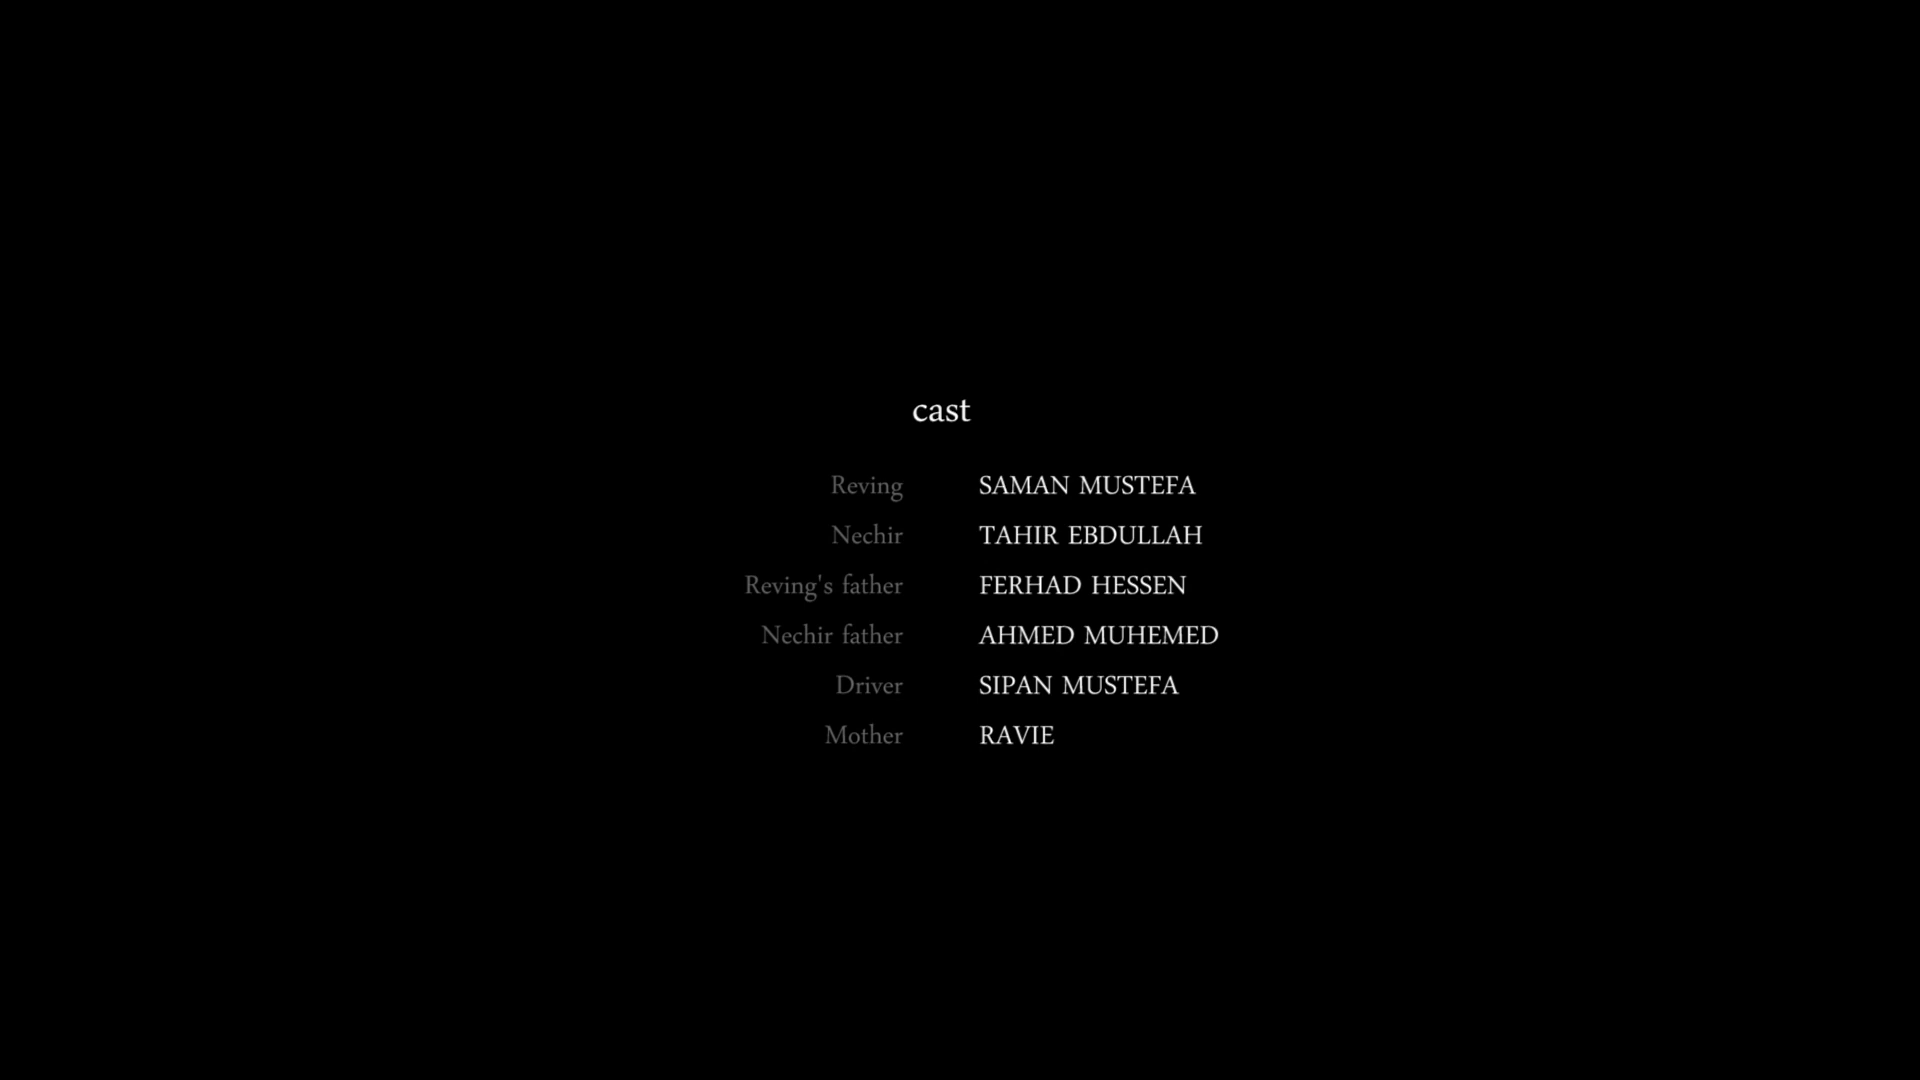 cast
Reving SAMAN MUSTEFA
Nechir TAHIR EBDULLAH
Reving's father FERHAD HESSEN
Nechir father AHMED MUHEMED
Driver SIPAN MUSTEFA
Mother RAVIE